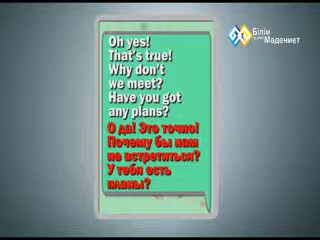 Білім
Мәдениет
Oh yes!
That's true!
Why don't
we meet?
Have you got
any plans?
О да! Это точно!
Почему бы нам
не встретиться?
У тебя есть
планы?